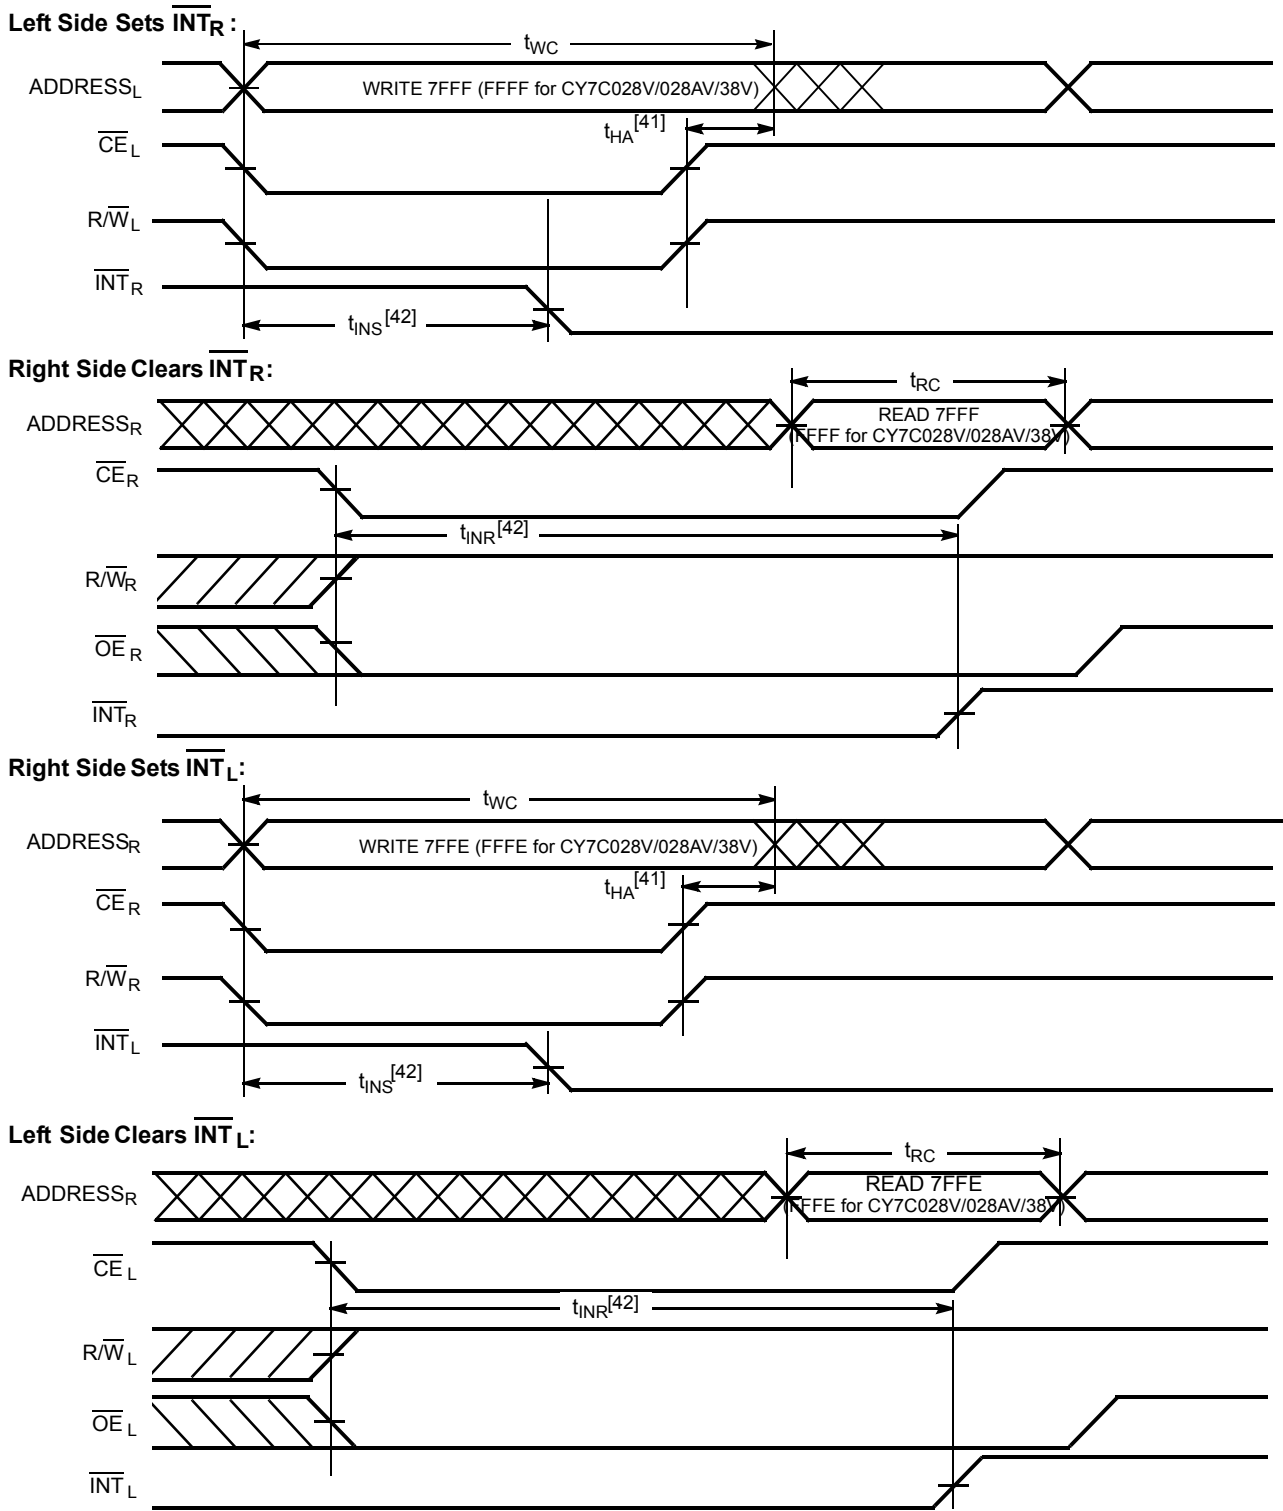 Left Side Sets INTR :
tWC
ADDRESSL
WRITE 7FFF (FFFF for CY7C028V/028AV/38V)
tHA[41]
CEL
R/WL
INTR
tINS[42]
Right Side Clears INTR:
tRC
ADDRESSR
READ 7FFF
(FFFF for CY7C028V/028AV/38V)
CER
tINR[42]
R/WR
OER
INTR
Right Side Sets INTL:
tWC
ADDRESSR
WRITE 7FFE (FFFE for CY7C028V/028AV/38V)
tHA[41]
CER
R/WR
INTL
tINS[42]
Left Side Clears INTL:
tRC
ADDRESSR
READ 7FFE
(FFFE for CY7C028V/028AV/38V)
CEL
tINR[42]
R/WL
OEL
INTL